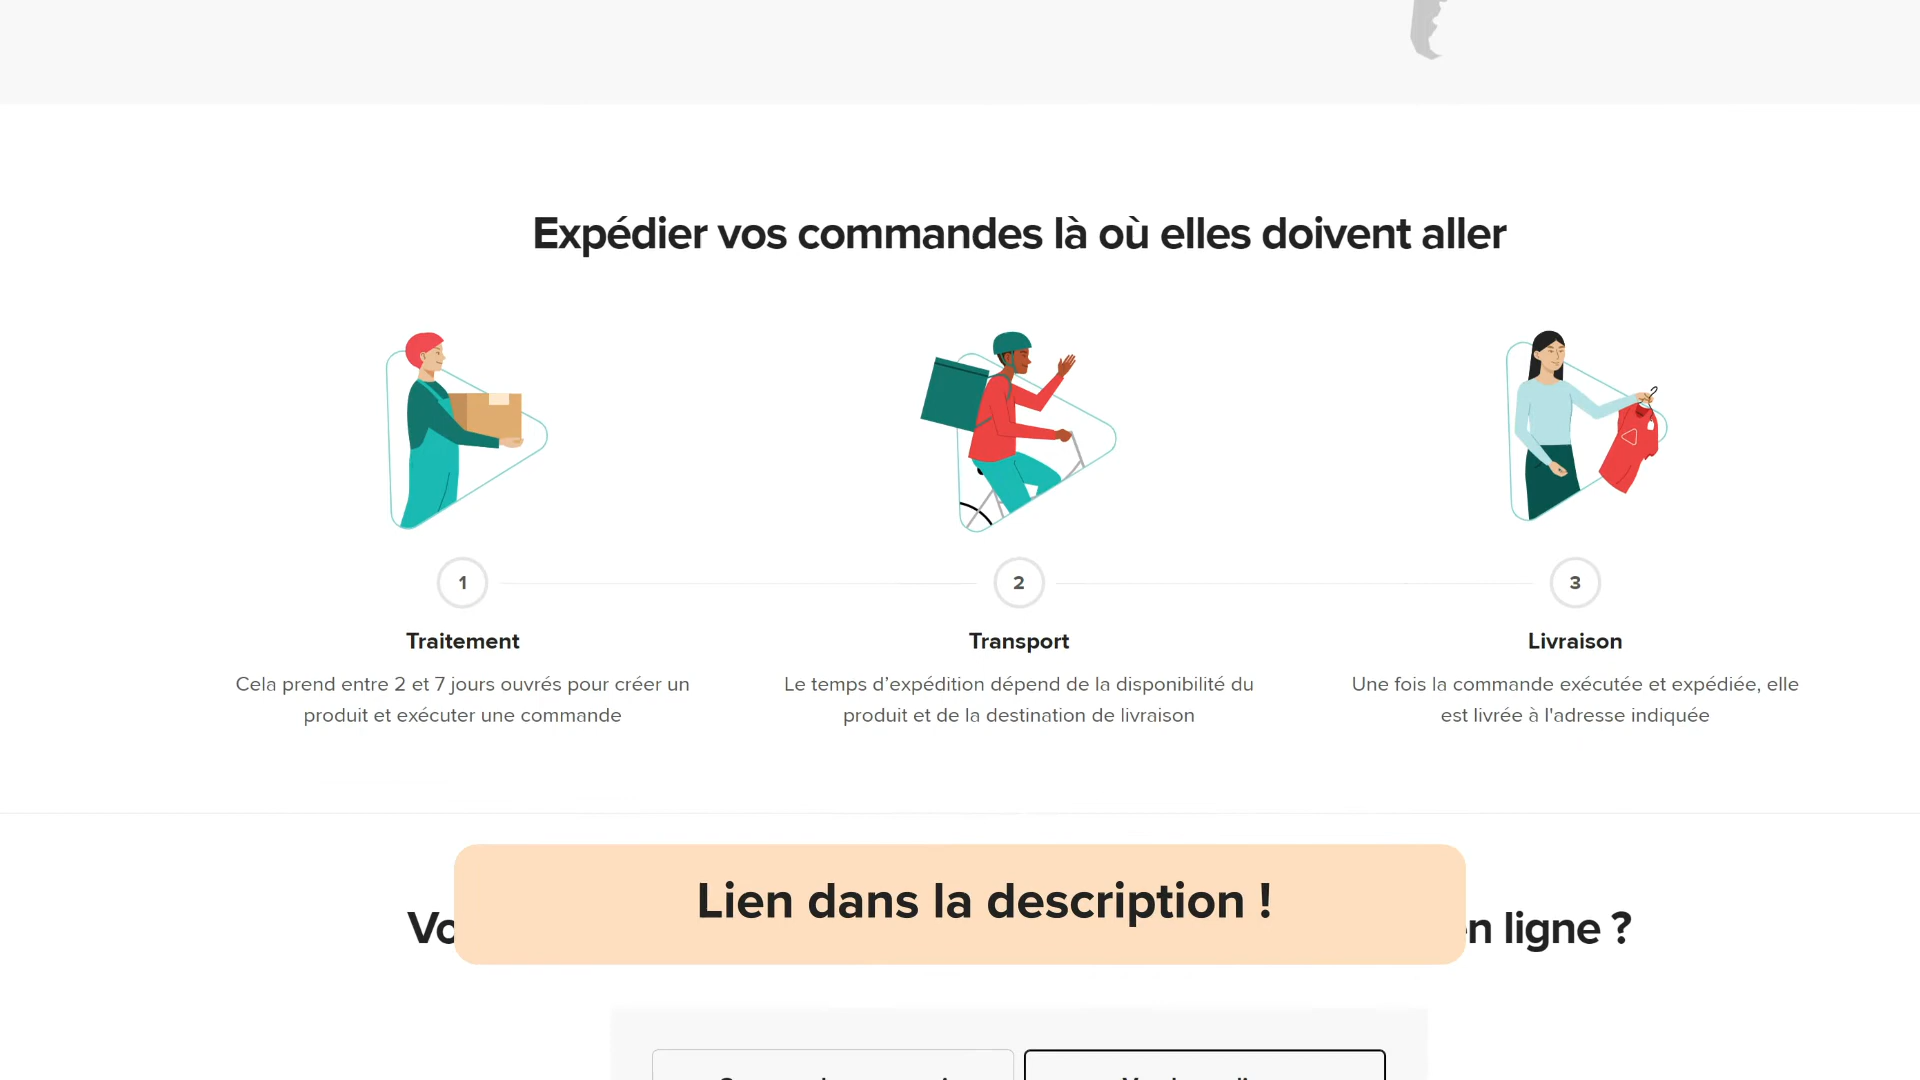 Expédier vos commandes là où elles doivent aller
1
2
3
Traitement
Transport
Livraison
Cela prend entre 2 et 7 jours ouvrés pour créer un
produit et exécuter une commande
Le temps d’expédition dépend de la disponibilité du
produit et de la destination de livraison
Une fois la commande exécutée et expédiée, elle
est livrée à l'adresse indiquée
Lien dans la description !
ligne ?